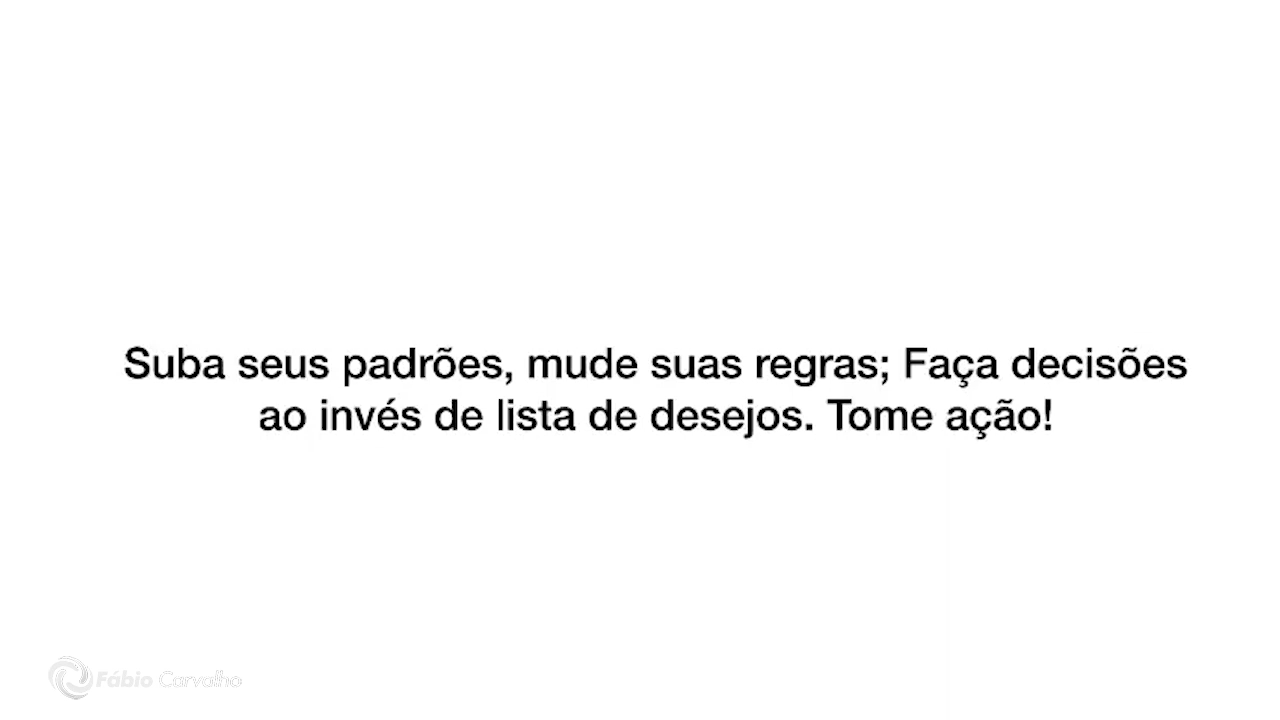 Suba seus padrões, mude suas regras; Faça decisões
ao invés de lista de desejos. Tome ação!
Fábio Carvalho